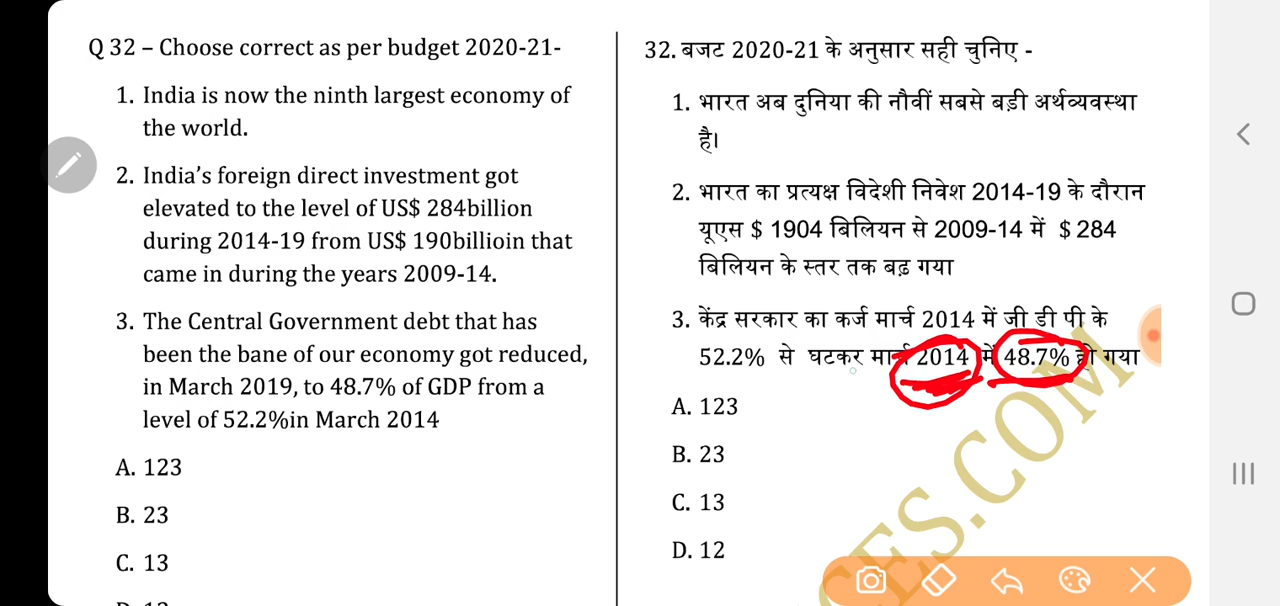 Q 32 – Choose correct as per budget 2020-21-
1. India is now the ninth largest economy of
the world.
2. India's foreign direct investment got
elevated to the level of US$ 284billion
during 2014-19 from US$ 190billioin that
came in during the years 2009-14.
3. The Central Government debt that has
been the bane of our economy got reduced,
in March 2019, to 48.7% of GDP from a
level of 52.2%in March 2014
A. 123
B. 23
C. 13
32. बजट 2020-21 के अनुसार सही चुनिए -
1. भारत अब दुनिया की नौवीं सबसे बड़ी अर्थव्यवस्था
है।
2. भारत का प्रत्यक्ष विदेशी निवेश 2014-19 के दौरान
यूएस $ 1904 बिलियन से 2009-14 में $ 284
बिलियन के स्तर तक बढ़ गया
3. केंद्र सरकार का कर्ज मार्च 2014 में जी डी पी के
52.2% से घटकर मार्च 2014 में 48.7% हो गया
A. 123
B. 23
C. 13
D. 12
CES.COM